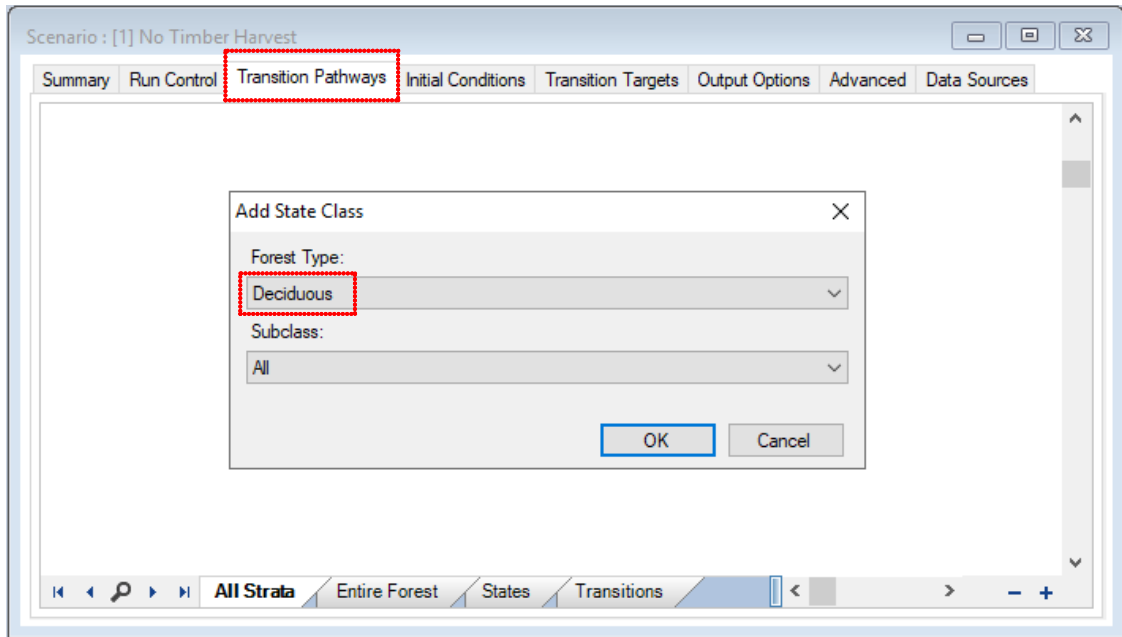 Scenario : [1] No Timber Harvest
Summary Run Control Transition Pathways Initial Conditions Transition Targets Output Options Advanced Data Sources
Add State Class
Forest Type:
Deciduous
Subclass:
All
OK Cancel
All Strata Entire Forest States Transitions